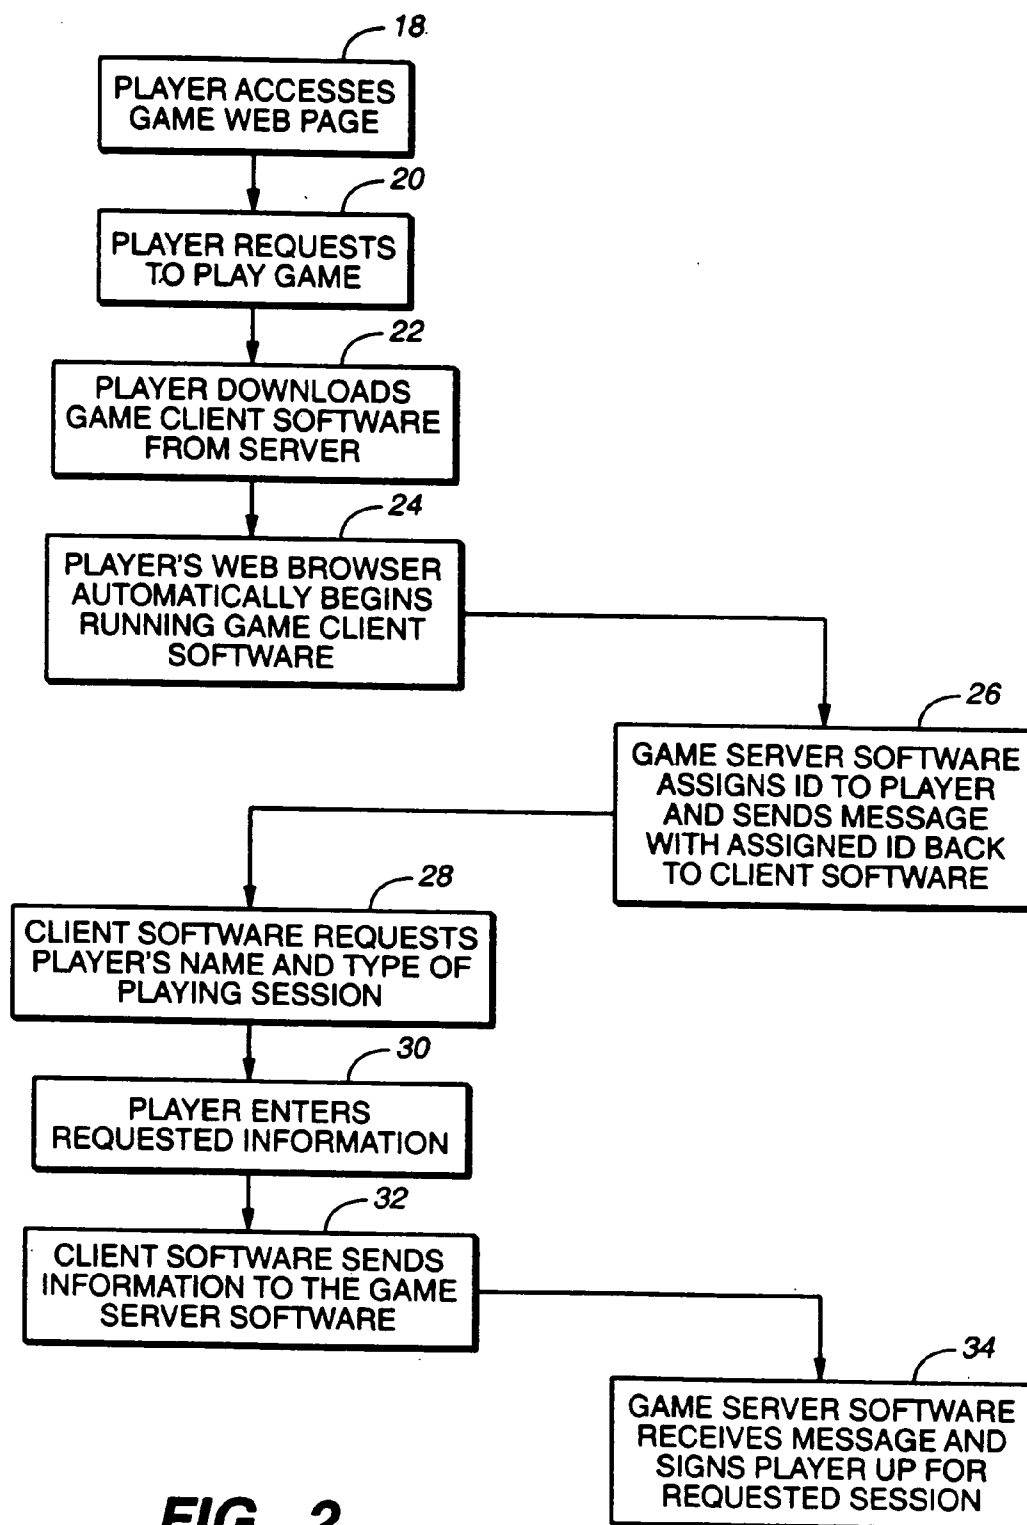 18
PLAYER ACCESSES
GAME WEB PAGE
20
PLAYER REQUESTS
TO PLAY GAME
22
PLAYER DOWNLOADS
GAME CLIENT SOFTWARE
FROM SERVER
24
PLAYER'S WEB BROWSER
AUTOMATICALLY BEGINS
RUNNING GAME CLIENT
SOFTWARE
26
GAME SERVER SOFTWARE
ASSIGNS ID TO PLAYER
AND SENDS MESSAGE
WITH ASSIGNED ID BACK
TO CLIENT SOFTWARE
28
CLIENT SOFTWARE REQUESTS
PLAYER'S NAME AND TYPE OF
PLAYING SESSION
30
PLAYER ENTERS
REQUESTED INFORMATION
32
CLIENT SOFTWARE SENDS
INFORMATION TO THE GAME
SERVER SOFTWARE
34
GAME SERVER SOFTWARE
RECEIVES MESSAGE AND
SIGNS PLAYER UP FOR
REQUESTED SESSION
FIG. 2